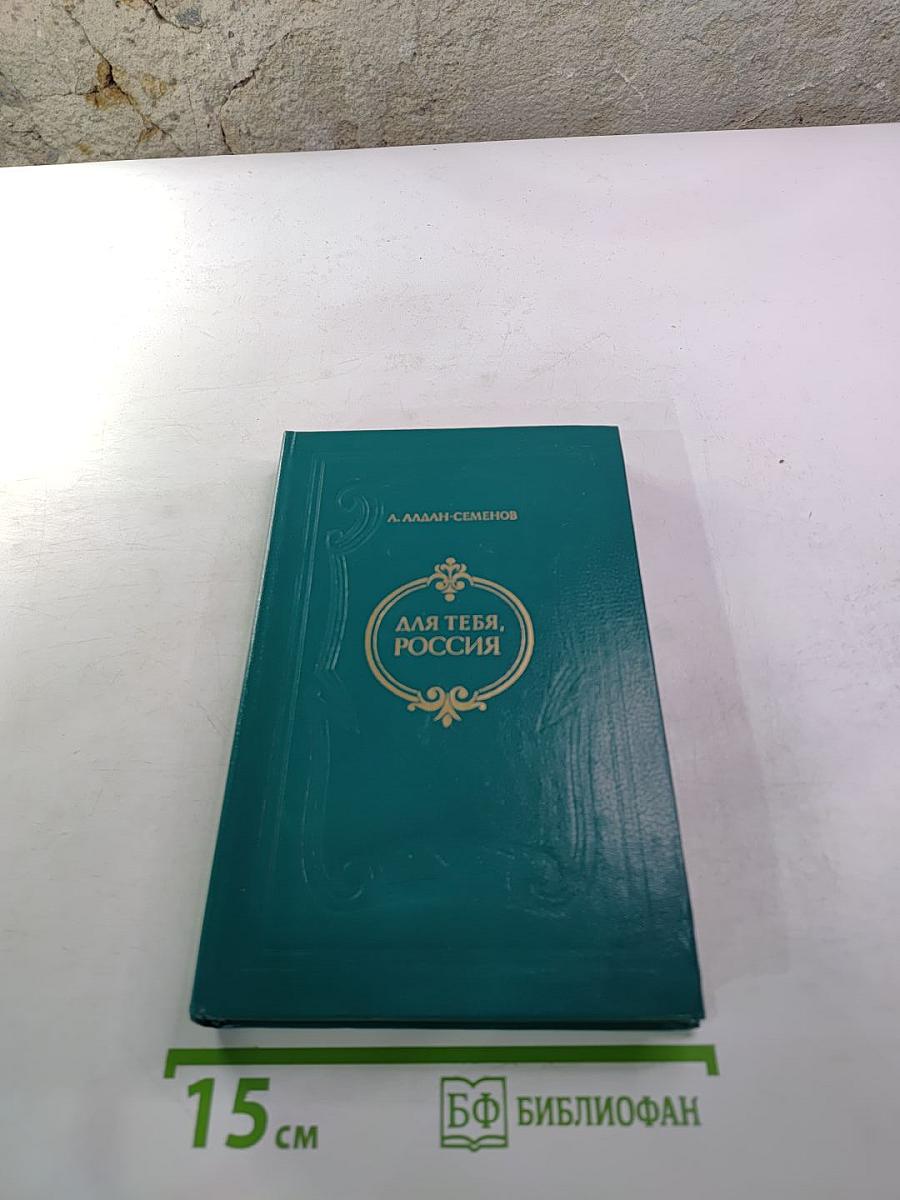 А. АЛДАН-СЕМЕНОВ
ДЛЯ ТЕБЯ,
РОССИЯ
15 см
БФ БИБЛИОФАН